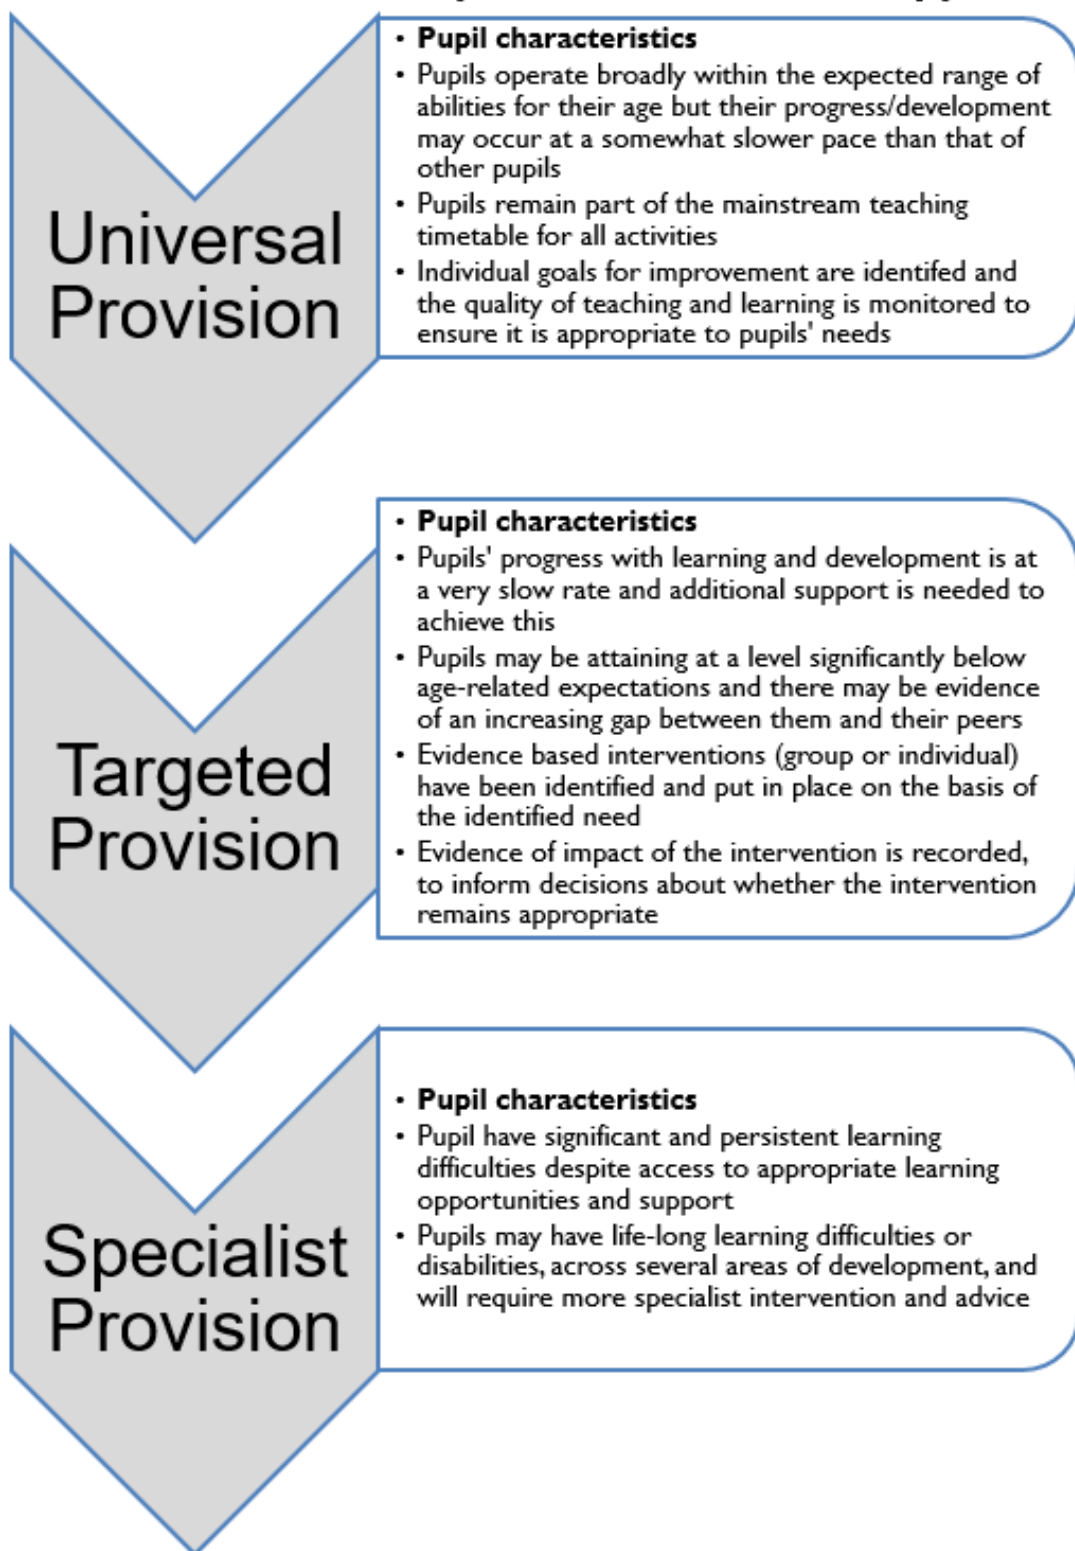 Universal
Provision
• Pupil characteristics
• Pupils operate broadly within the expected range of
abilities for their age but their progress/development
may occur at a somewhat slower pace than that of
other pupils
• Pupils remain part of the mainstream teaching
timetable for all activities
• Individual goals for improvement are identifed and
the quality of teaching and learning is monitored to
ensure it is appropriate to pupils' needs
Targeted
Provision
• Pupil characteristics
• Pupils' progress with learning and development is at
a very slow rate and additional support is needed to
achieve this
• Pupils may be attaining at a level significantly below
age-related expectations and there may be evidence
of an increasing gap between them and their peers
• Evidence based interventions (group or individual)
have been identified and put in place on the basis of
the identified need
• Evidence of impact of the intervention is recorded,
to inform decisions about whether the intervention
remains appropriate
Specialist
Provision
• Pupil characteristics
• Pupil have significant and persistent learning
difficulties despite access to appropriate learning
opportunities and support
• Pupils may have life-long learning difficulties or
disabilities, across several areas of development, and
will require more specialist intervention and advice